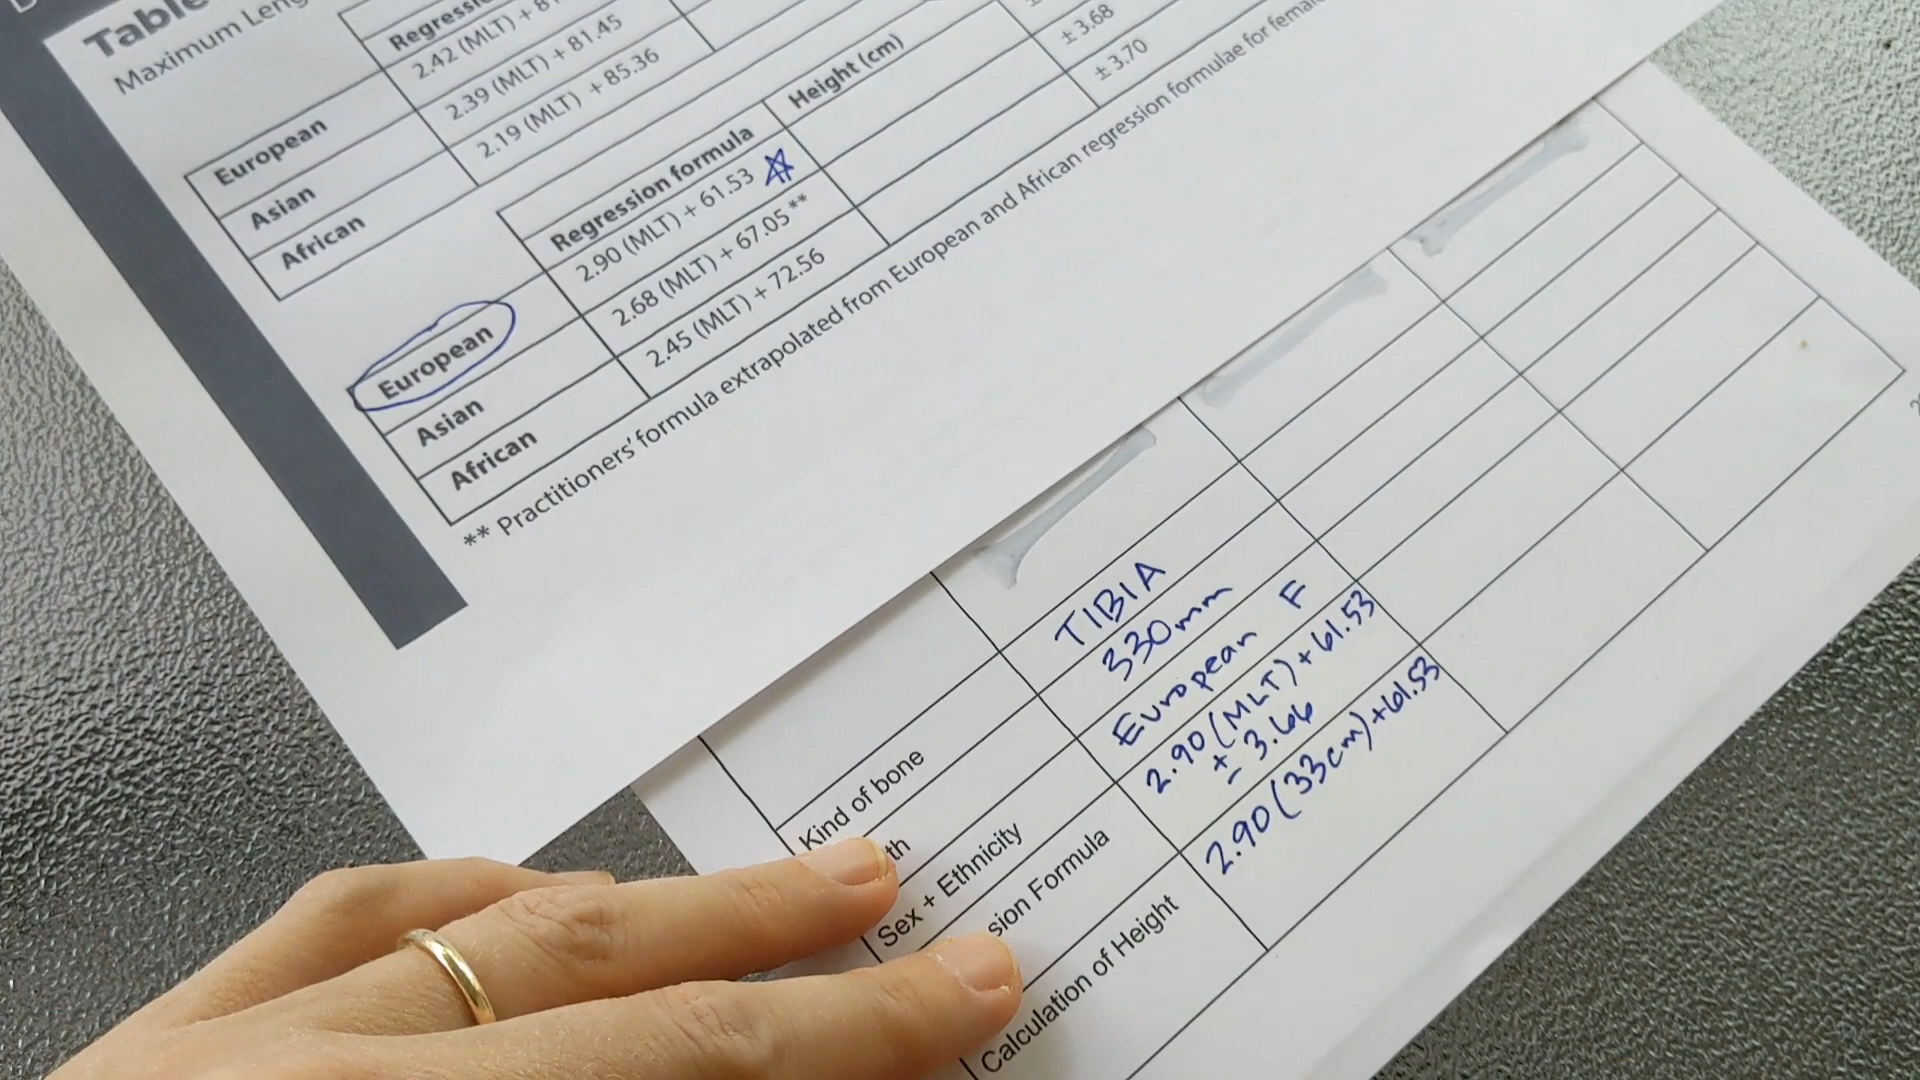 Table
Maximum Leng
Regress
European 2.42 (MLT) + 81
Asian 2.39 (MLT) + 81.45
African 2.19 (MLT) + 85.36
± 3.68
± 3.70
Regression formula Height (cm)
European 2.90 (MLT) + 61.53
Asian 2.68 (MLT) + 67.05**
African 2.45 (MLT) + 72.56
** Practitioners' formula extrapolated from European and African regression formulae for femal
Kind of bone TIBIA
th 330mm
Sex + Ethnicity European F
sion Formula 2.90 (MLT) + 61.53
± 3.66
Calculation of Height 2.90 (33cm) + 61.53